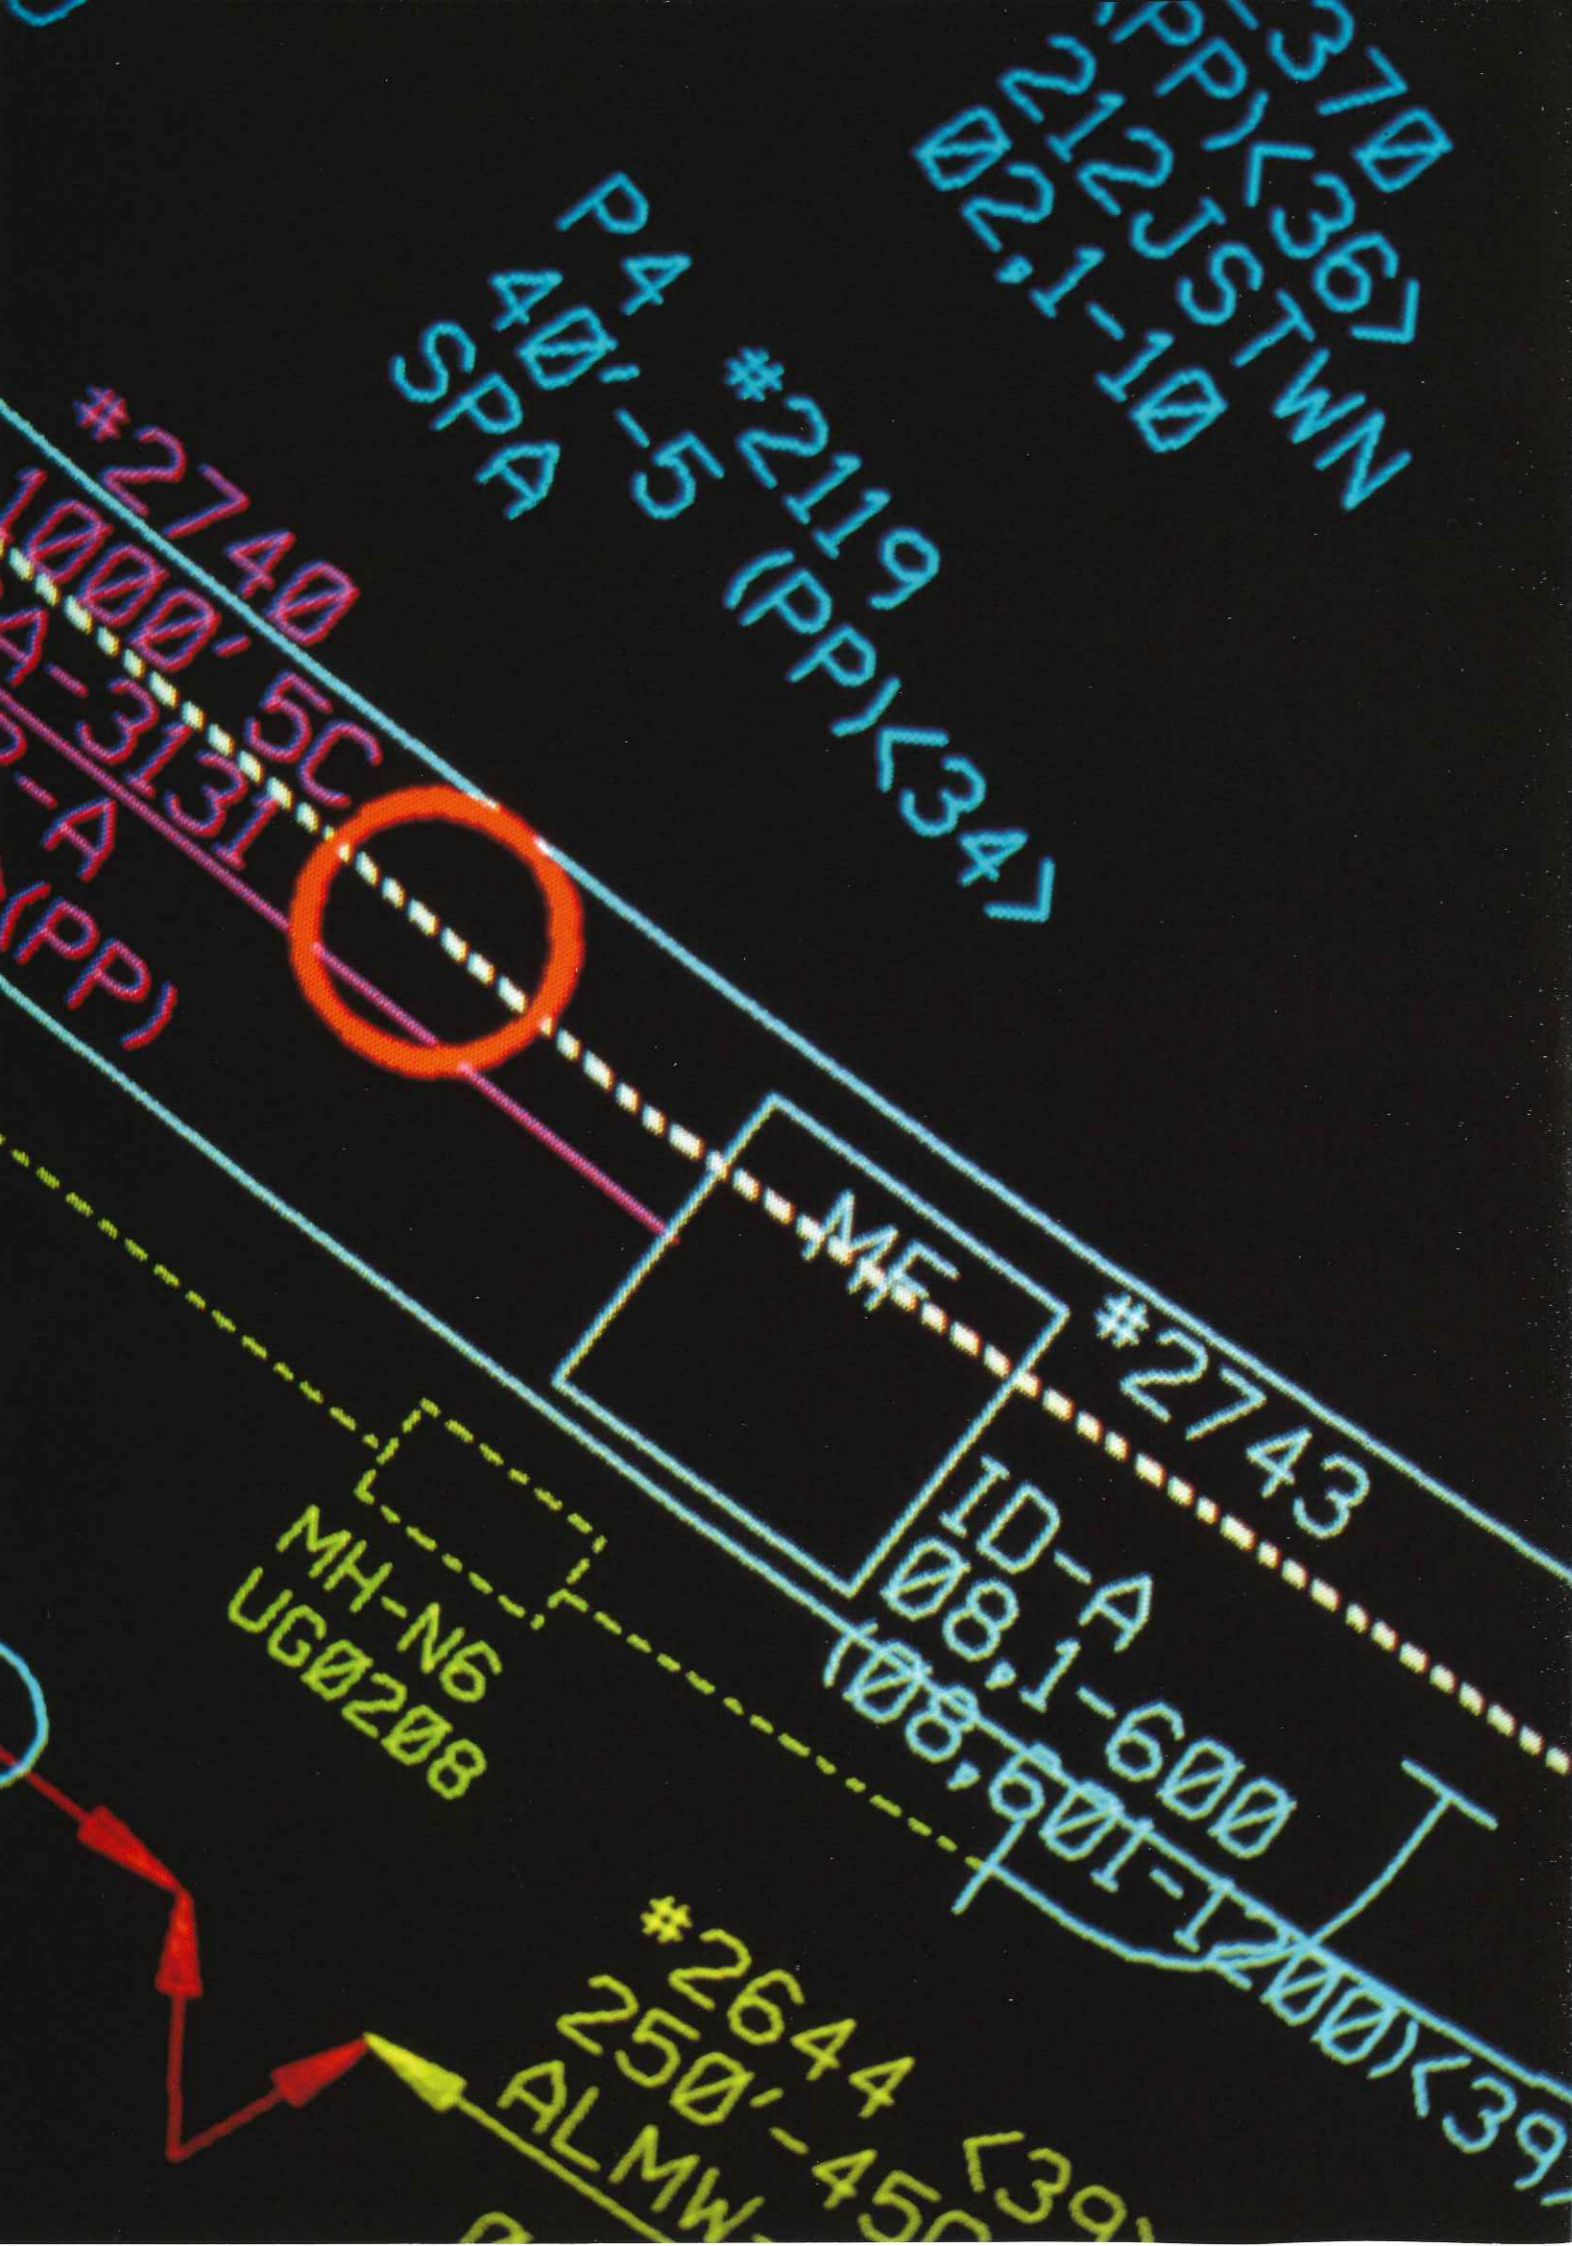 -370
(PP)<36>
212JSTWN
02,1-10
P4
40'-5
SPA
#2119
(PP)<34>
#2740
1000' 5C
A-3131
-A
(PP)
MF
#2743
ID-A
08,1-600
(08,601-1200)<39
MH-N6
UG0208
#2644
250'-450
<39>
ALMW-